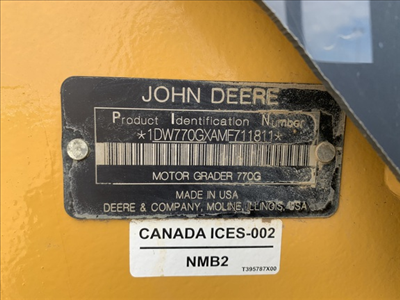 JOHN DEERE
Product Identification Number
*1DW770GXAMF711811*
MOTOR GRADER 770G
MADE IN USA
DEERE & COMPANY, MOLINE, ILLINOIS, USA
CANADA ICES-002
NMB2
T395787X00